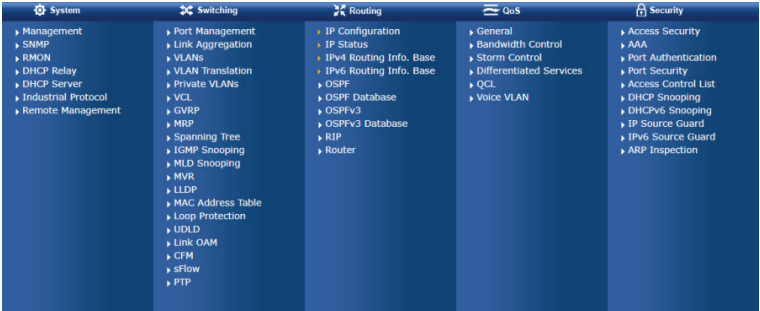 System
Management
SNMP
RMON
DHCP Relay
DHCP Server
Industrial Protocol
Remote Management
Switching
Port Management
Link Aggregation
VLANs
VLAN Translation
Private VLANs
VCL
GVRP
MRP
Spanning Tree
IGMP Snooping
MLD Snooping
MVR
LLDP
MAC Address Table
Loop Protection
UDLD
Link OAM
CFM
sFlow
PTP
Routing
IP Configuration
IP Status
IPv4 Routing Info. Base
IPv6 Routing Info. Base
OSPF
OSPF Database
OSPFv3
OSPFv3 Database
RIP
Router
QoS
General
Bandwidth Control
Storm Control
Differentiated Services
QCL
Voice VLAN
Security
Access Security
AAA
Port Authentication
Port Security
Access Control List
DHCP Snooping
DHCPv6 Snooping
IP Source Guard
IPv6 Source Guard
ARP Inspection